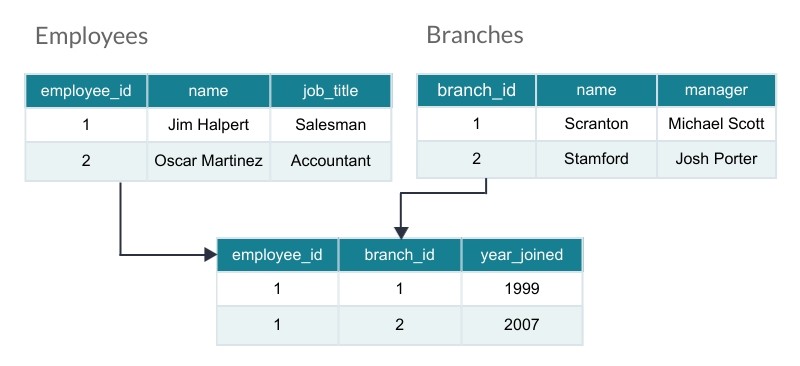 Employees
Branches
employee_id name job_title
1 Jim Halpert Salesman
2 Oscar Martinez Accountant
branch_id name manager
1 Scranton Michael Scott
2 Stamford Josh Porter
employee_id branch_id year_joined
1 1 1999
1 2 2007